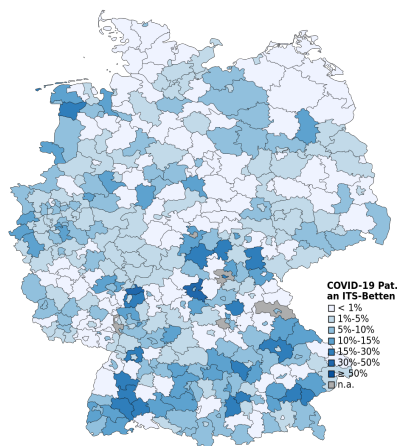 COVID-19 Pat.
an ITS-Betten
< 1%
1%-5%
5%-10%
10%-15%
15%-30%
30%-50%
≥ 50%
n.a.